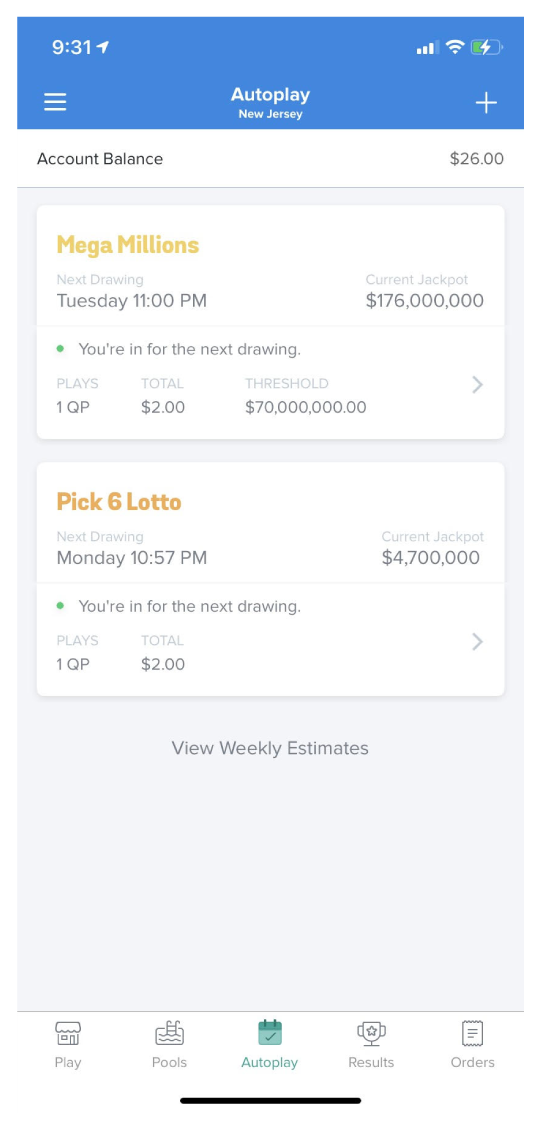 9:31
Autoplay
New Jersey
Account Balance $26.00
Mega Millions
Next Drawing Current Jackpot
Tuesday 11:00 PM $176,000,000
You're in for the next drawing.
PLAYS TOTAL THRESHOLD
1 QP $2.00 $70,000,000.00
Pick 6 Lotto
Next Drawing Current Jackpot
Monday 10:57 PM $4,700,000
You're in for the next drawing.
PLAYS TOTAL
1 QP $2.00
View Weekly Estimates
Play Pools Autoplay Results Orders